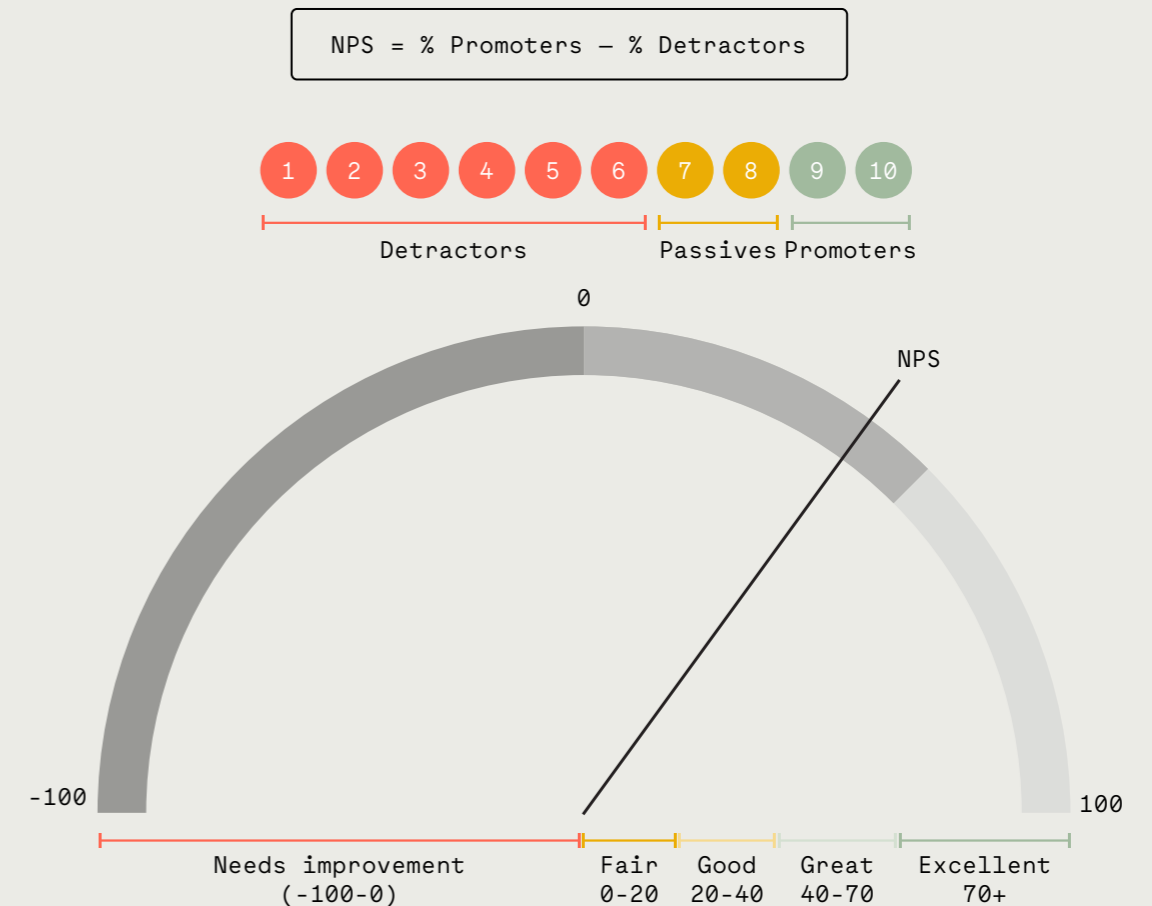 NPS = % Promoters — % Detractors
1 2 3 4 5 6 7 8 9 10
Detractors Passives Promoters
0
NPS
-100 100
Needs improvement Fair Good Great Excellent
(-100-0) 0-20 20-40 40-70 70+